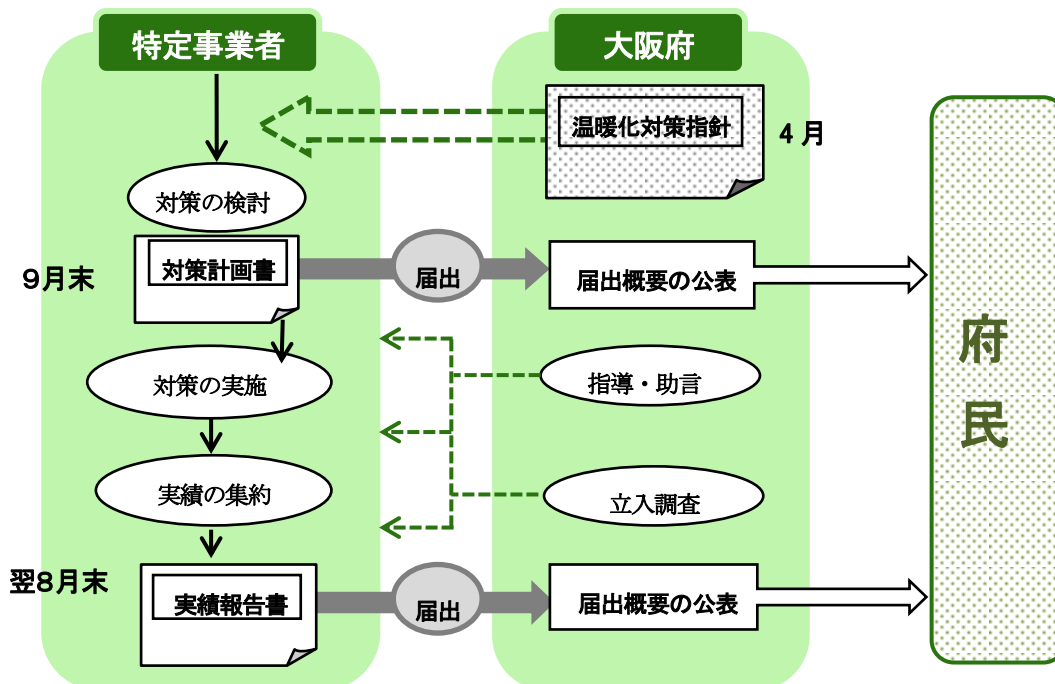 特定事業者
大阪府
温暖化対策指針
4月
対策の検討
9月末
対策計画書
届出
届出概要の公表
府民
対策の実施
指導・助言
実績の集約
立入調査
翌8月末
実績報告書
届出
届出概要の公表